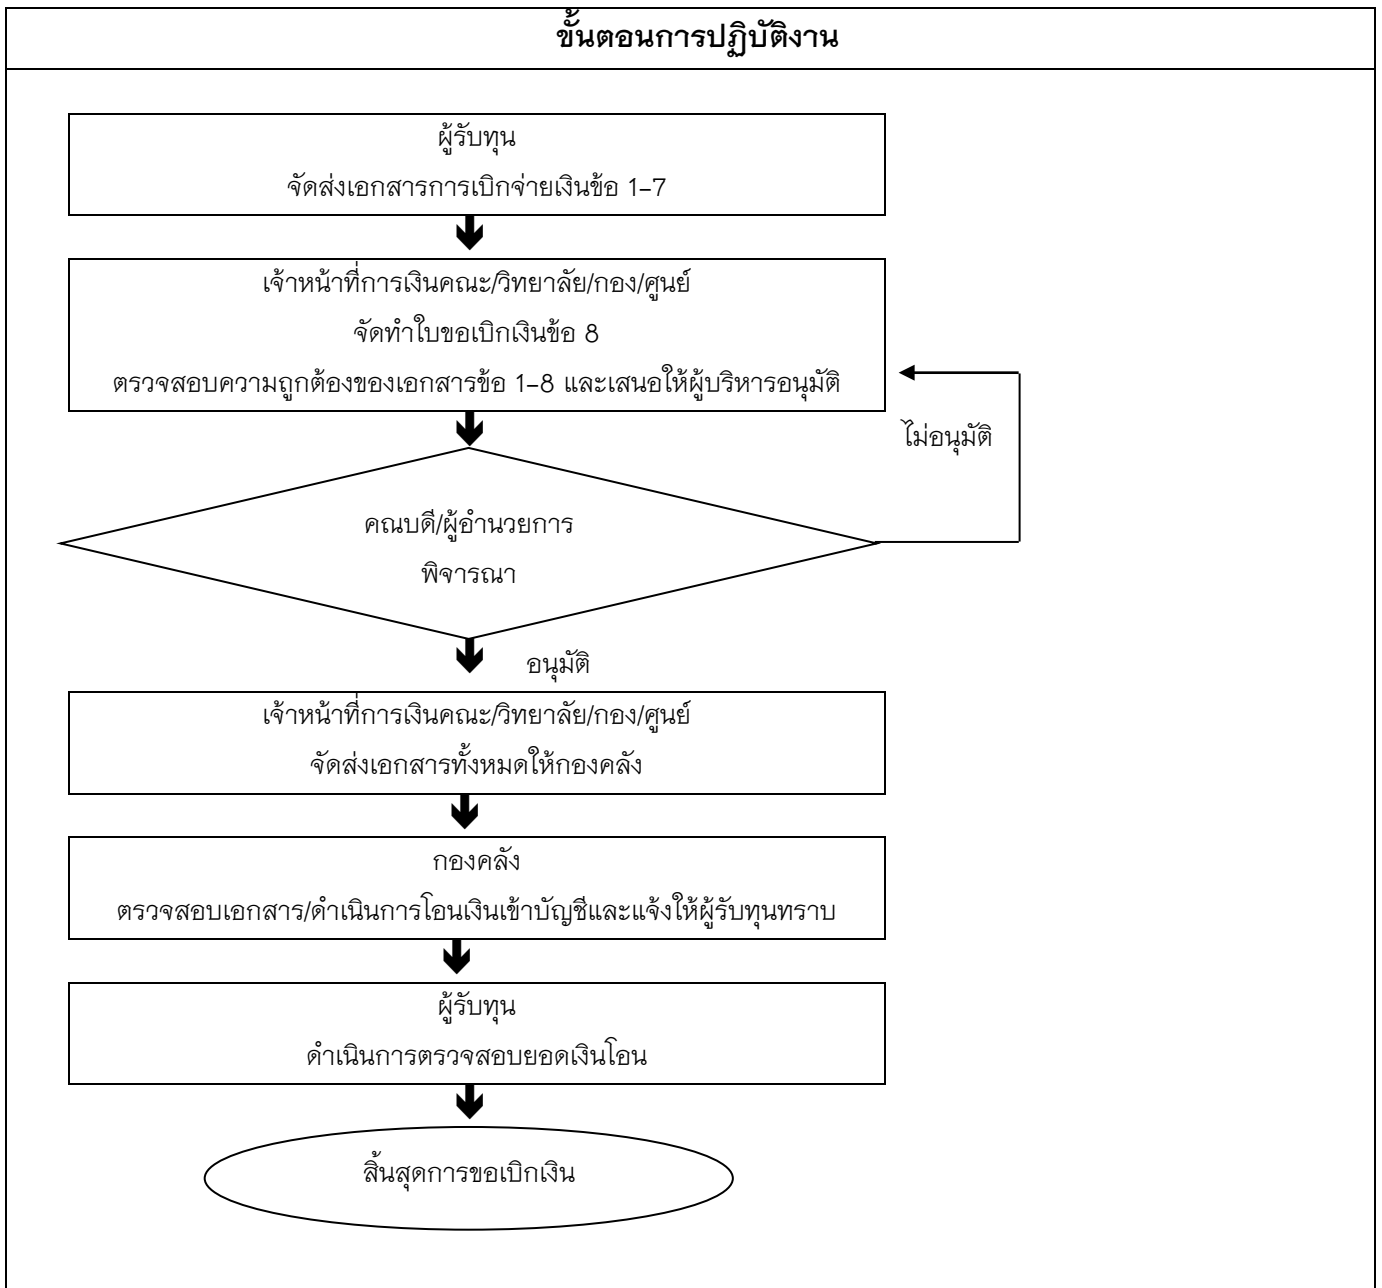 ขั้นตอนการปฏิบัติงาน
ผู้รับทุน
จัดส่งเอกสารการเบิกจ่ายเงินข้อ 1-7
เจ้าหน้าที่การเงินคณะ/วิทยาลัย/กอง/ศูนย์
จัดทำใบขอเบิกเงินข้อ 8
ตรวจสอบความถูกต้องของเอกสารข้อ 1-8 และเสนอให้ผู้บริหารอนุมัติ
ไม่อนุมัติ
คณบดี/ผู้อำนวยการ
พิจารณา
อนุมัติ
เจ้าหน้าที่การเงินคณะ/วิทยาลัย/กอง/ศูนย์
จัดส่งเอกสารทั้งหมดให้กองคลัง
กองคลัง
ตรวจสอบเอกสาร/ดำเนินการโอนเงินเข้าบัญชีและแจ้งให้ผู้รับทุนทราบ
ผู้รับทุน
ดำเนินการตรวจสอบยอดเงินโอน
สิ้นสุดการขอเบิกเงิน